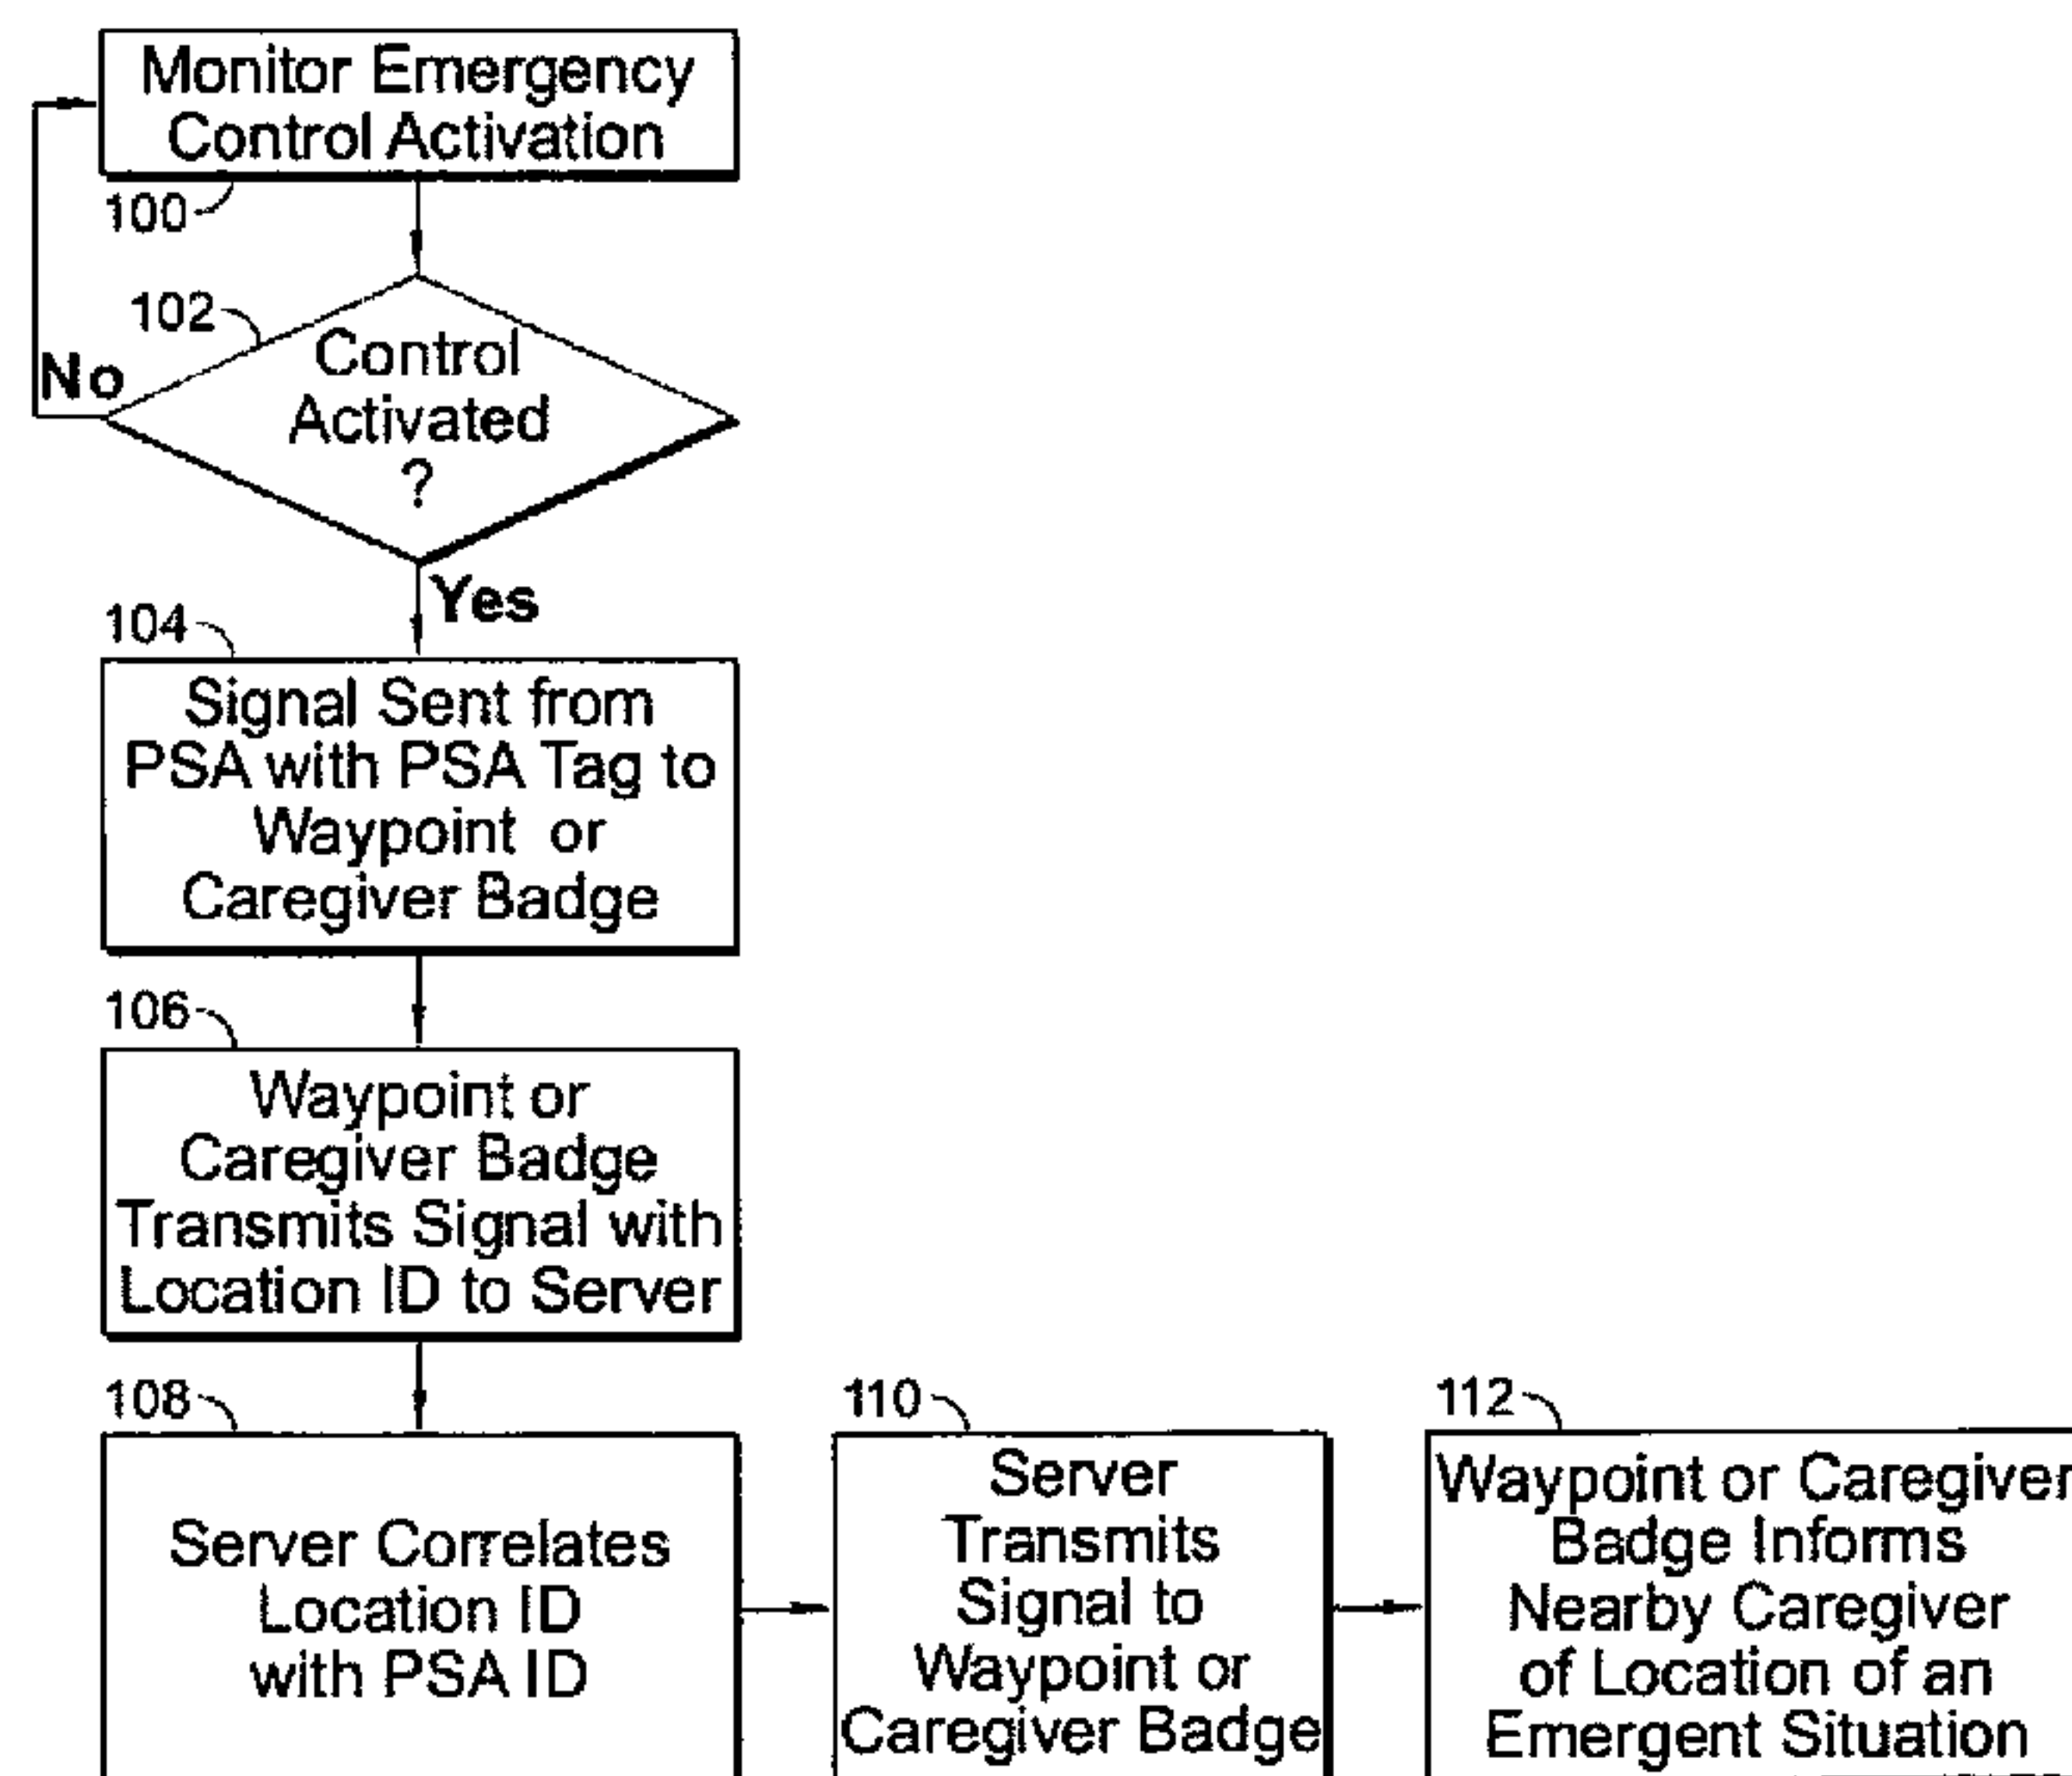 Monitor Emergency
Control Activation
100
102
Control
Activated
?
No
Yes
104
Signal Sent from
PSA with PSA Tag to
Waypoint or
Caregiver Badge
106
Waypoint or
Caregiver Badge
Transmits Signal with
Location ID to Server
108
Server Correlates
Location ID
with PSA ID
110
Server
Transmits
Signal to
Waypoint or
Caregiver Badge
112
Waypoint or Caregiver
Badge Informs
Nearby Caregiver
of Location of an
Emergent Situation